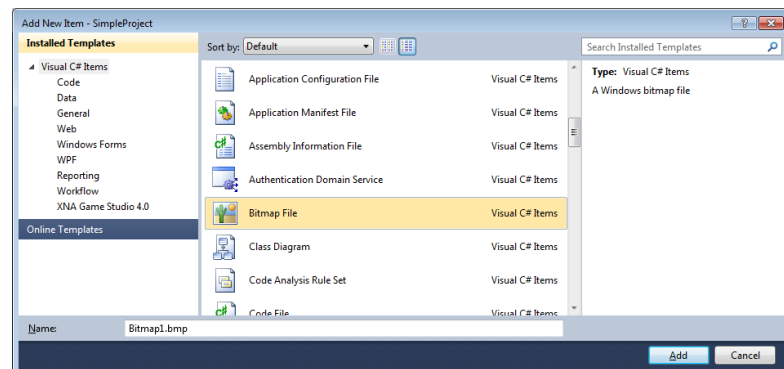 Add New Item - SimpleProject
Installed Templates
Sort by: Default
Search Installed Templates
Visual C# Items
Code
Data
General
Web
Windows Forms
WPF
Reporting
Workflow
XNA Game Studio 4.0
Online Templates
Application Configuration File Visual C# Items
Application Manifest File Visual C# Items
Assembly Information File Visual C# Items
Authentication Domain Service Visual C# Items
Bitmap File Visual C# Items
Class Diagram Visual C# Items
Code Analysis Rule Set Visual C# Items
Code File Visual C# Items
Type: Visual C# Items
A Windows bitmap file
Name: Bitmap1.bmp
Add Cancel